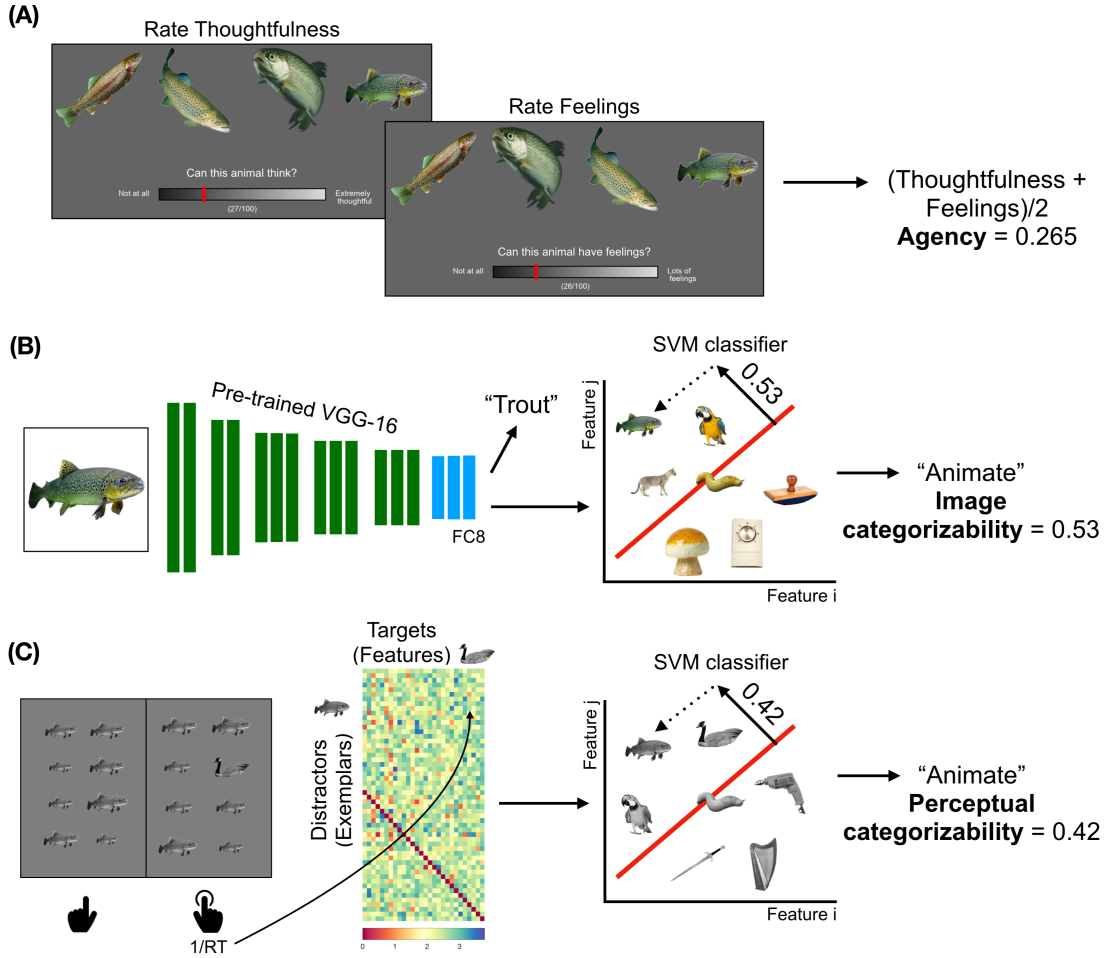 (A)
Rate Thoughtfulness
Can this animal think?
Not at all
Extremely
thoughtful
(27/100)
Rate Feelings
Can this animal have feelings?
Not at all
Lots of
feelings
(26/100)
(Thoughtfulness +
Feelings)/2
Agency = 0.265
(B)
Pre-trained VGG-16
FC8
“Trout”
SVM classifier
0.53
Feature j
Feature i
“Animate”
Image
categorizability = 0.53
(C)
1/RT
Targets
(Features)
Distractors
(Exemplars)
0 1 2 3
SVM classifier
0.42
Feature j
Feature i
“Animate”
Perceptual
categorizability = 0.42